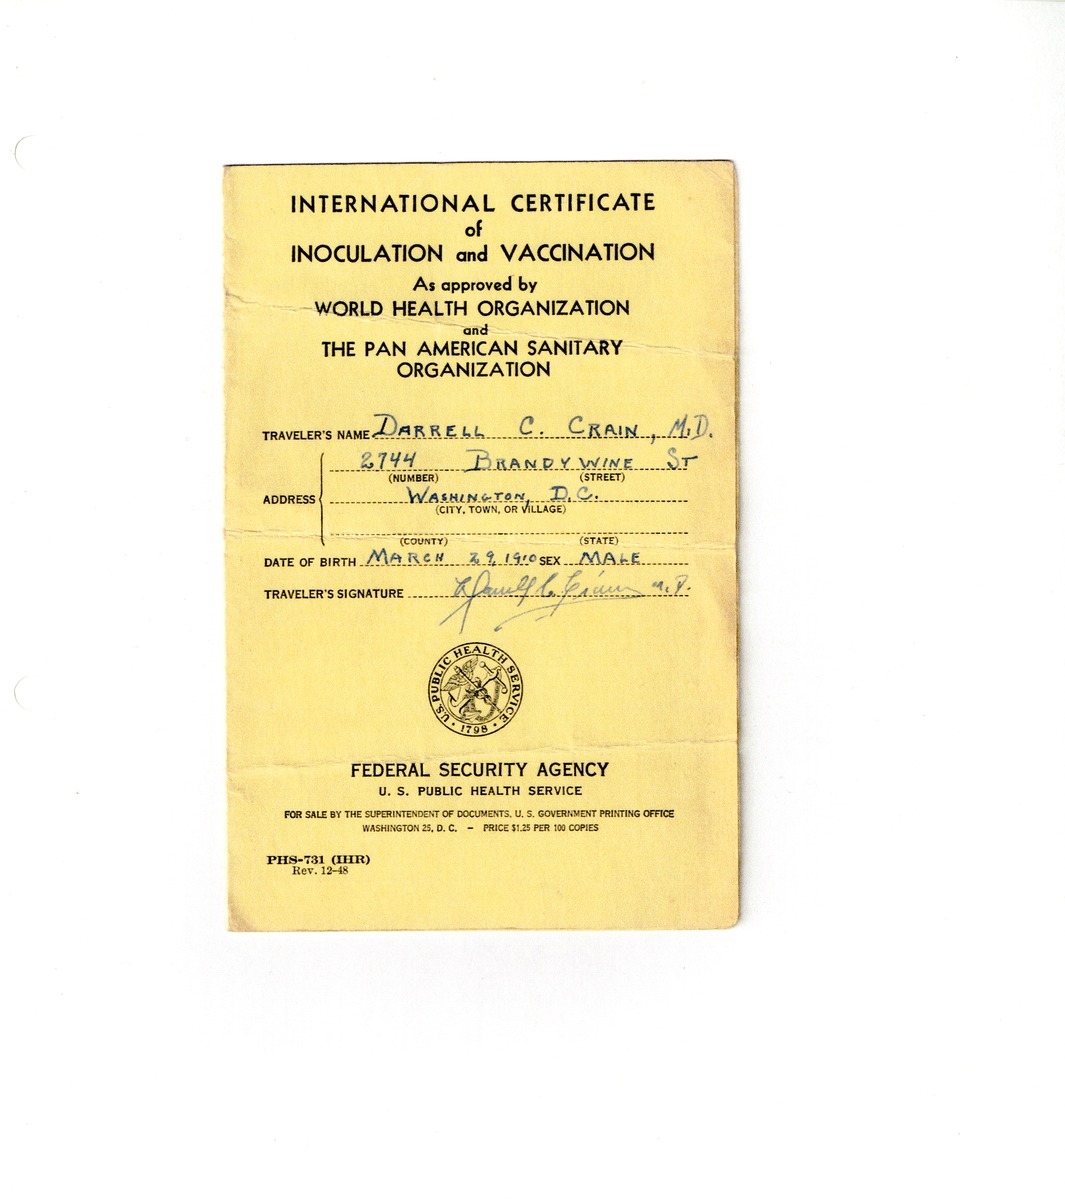 INTERNATIONAL CERTIFICATE
of
INOCULATION and VACCINATION
As approved by
WORLD HEALTH ORGANIZATION
and
THE PAN AMERICAN SANITARY
ORGANIZATION
TRAVELER'S NAME DARRELL C. CRAIN, M.D.
2744 BRANDYWINE ST
(NUMBER) (STREET)
ADDRESS WASHINGTON, D.C.
(CITY, TOWN, OR VILLAGE)
(COUNTY) (STATE)
DATE OF BIRTH MARCH 29, 1910 SEX MALE
TRAVELER'S SIGNATURE Darrell C. Crain M.D.
U.S. PUBLIC HEALTH SERVICE • 1798 •
FEDERAL SECURITY AGENCY
U. S. PUBLIC HEALTH SERVICE
FOR SALE BY THE SUPERINTENDENT OF DOCUMENTS, U. S. GOVERNMENT PRINTING OFFICE
WASHINGTON 25, D. C. – PRICE $1.25 PER 100 COPIES
PHS-731 (IHR)
Rev. 12-48